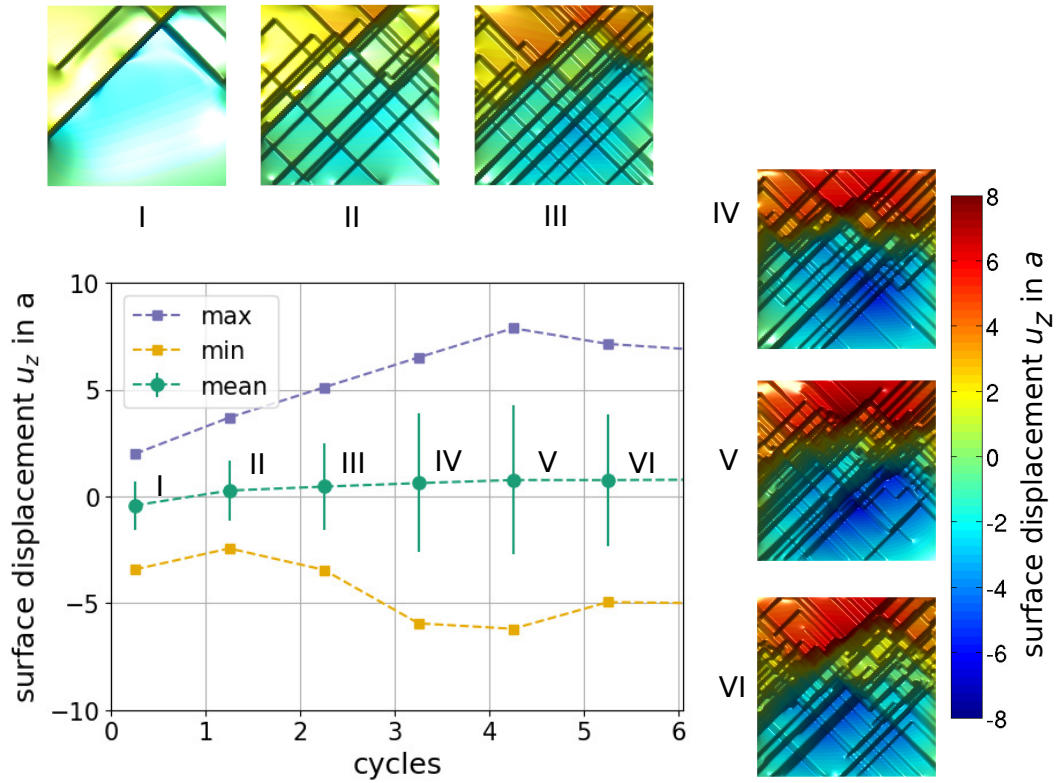 I
II
III
IV
V
VI
8
6
4
2
0
-2
-4
-6
-8
surface displacement u_z in a
10
5
0
−5
−10
surface displacement u_z in a
max
min
mean
I
II
III
IV
V
VI
0
1
2
3
4
5
6
cycles